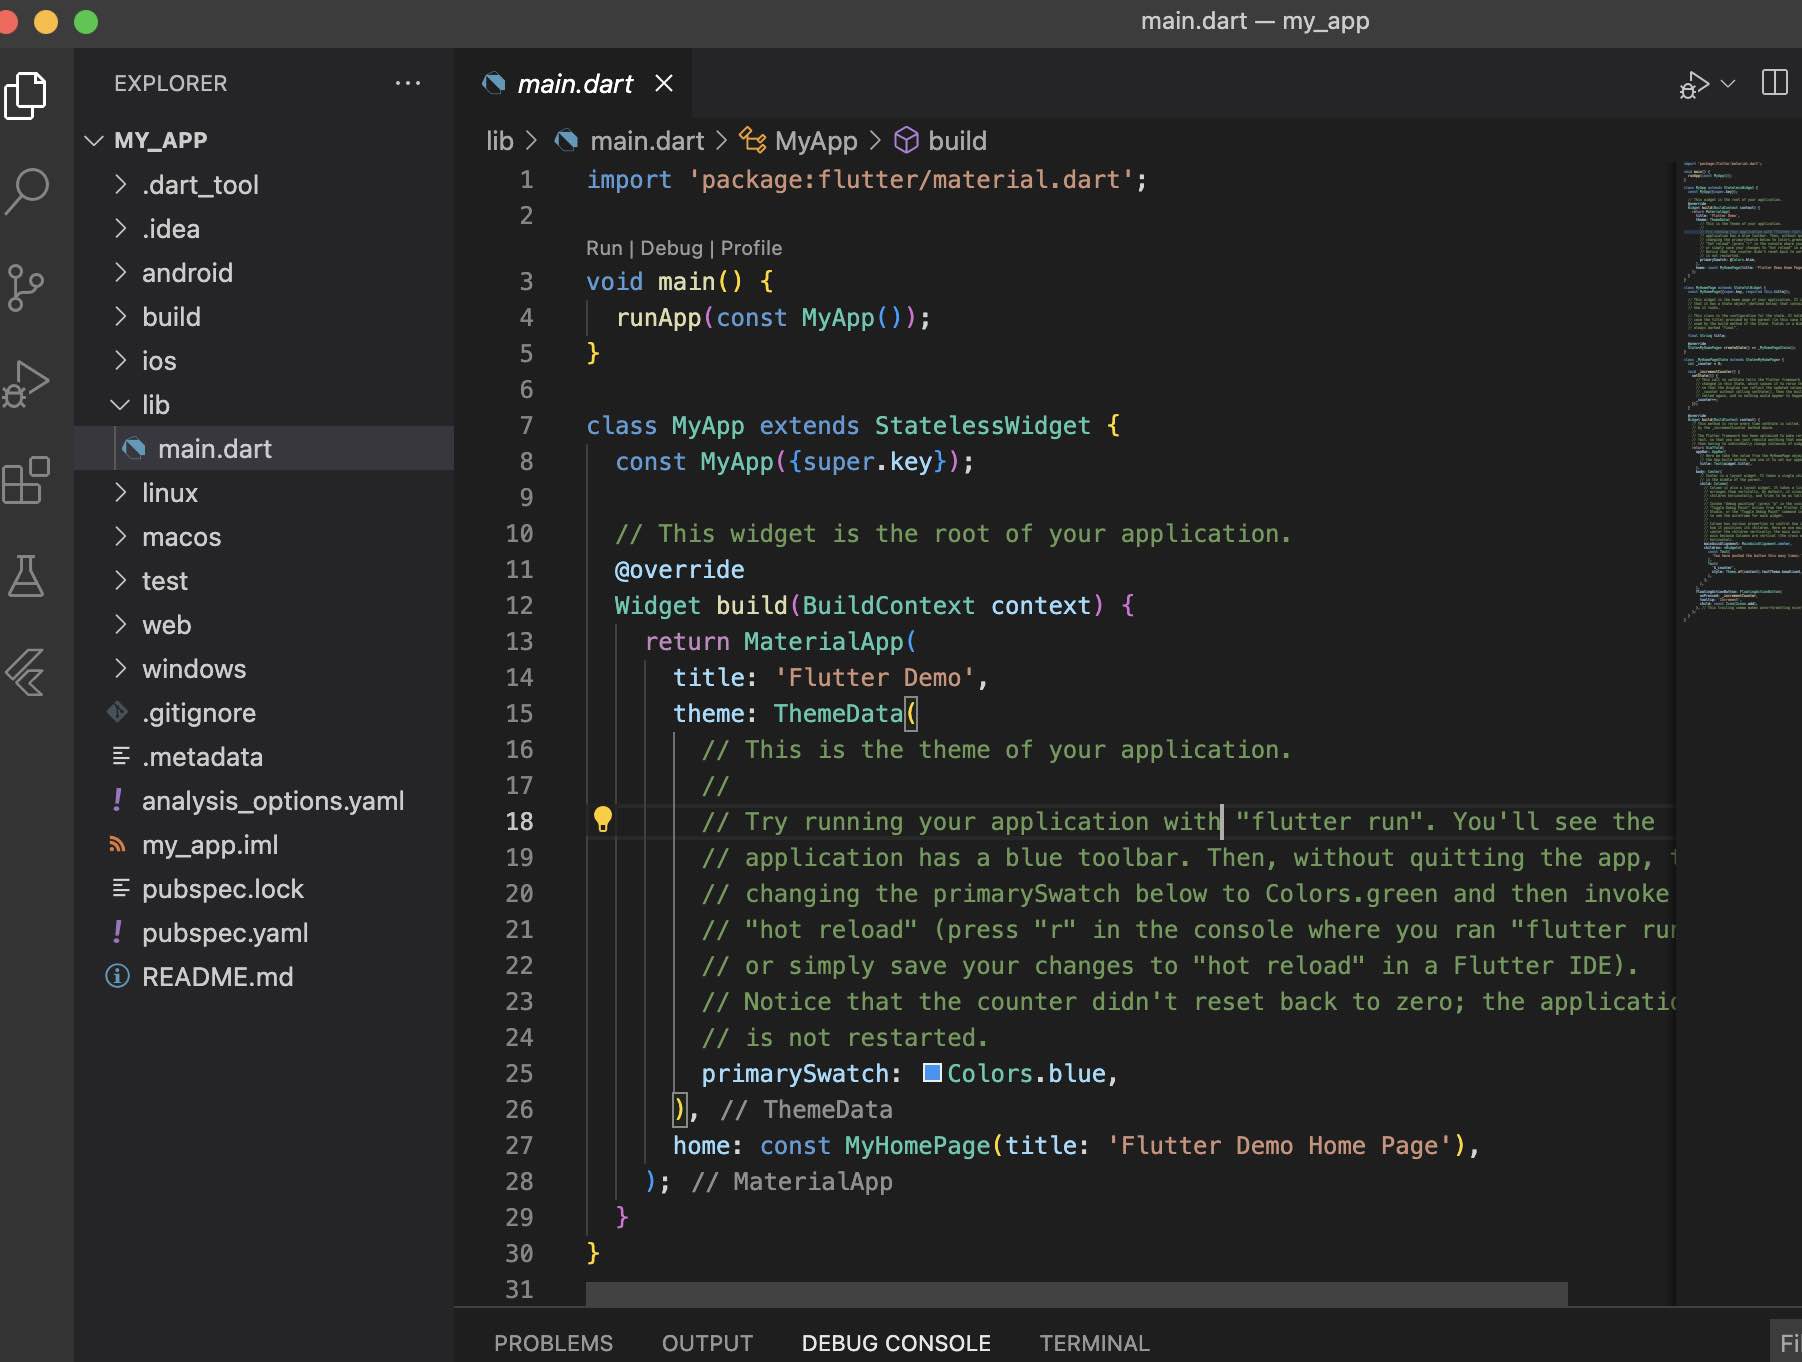 main.dart — my_app
EXPLORER
MY_APP
.dart_tool
.idea
android
build
ios
lib
main.dart
linux
macos
test
web
windows
.gitignore
.metadata
analysis_options.yaml
my_app.iml
pubspec.lock
pubspec.yaml
README.md
main.dart
lib > main.dart > MyApp > build
1 import 'package:flutter/material.dart';
2
Run | Debug | Profile
3 void main() {
4 runApp(const MyApp());
5 }
6
7 class MyApp extends StatelessWidget {
8 const MyApp({super.key});
9
10 // This widget is the root of your application.
11 @override
12 Widget build(BuildContext context) {
13 return MaterialApp(
14 title: 'Flutter Demo',
15 theme: ThemeData(
16 // This is the theme of your application.
17 //
18 // Try running your application with "flutter run". You'll see the
19 // application has a blue toolbar. Then, without quitting the app,
20 // changing the primarySwatch below to Colors.green and then invoke
21 // "hot reload" (press "r" in the console where you ran "flutter run
22 // or simply save your changes to "hot reload" in a Flutter IDE).
23 // Notice that the counter didn't reset back to zero; the applicatio
24 // is not restarted.
25 primarySwatch: Colors.blue,
26 ), // ThemeData
27 home: const MyHomePage(title: 'Flutter Demo Home Page'),
28 ); // MaterialApp
29 }
30 }
31
PROBLEMS OUTPUT DEBUG CONSOLE TERMINAL